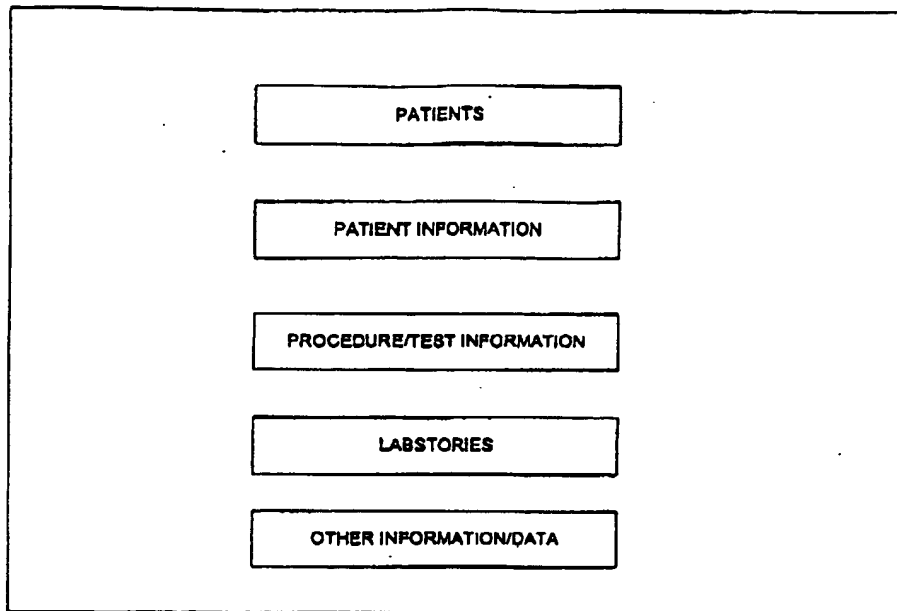 PATIENTS
PATIENT INFORMATION
PROCEDURE/TEST INFORMATION
LABSTORIES
OTHER INFORMATION/DATA